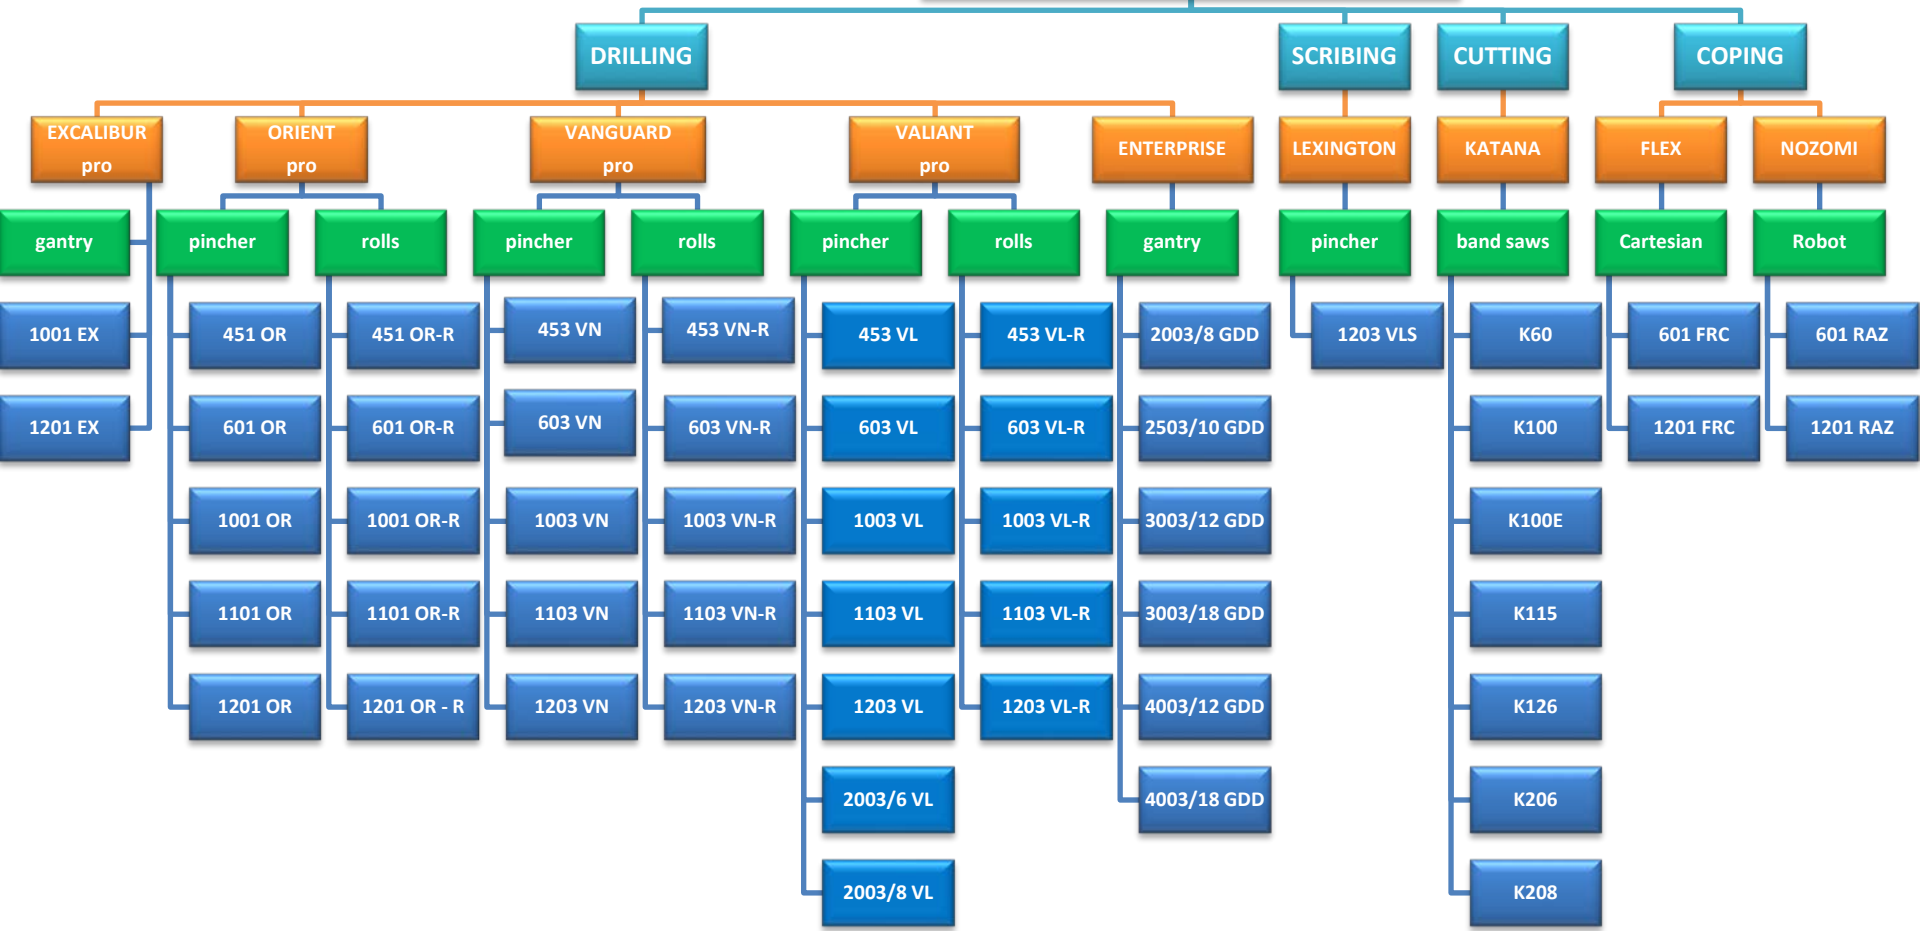 DRILLING
SCRIBING
CUTTING
COPING
EXCALIBUR
pro
ORIENT
pro
VANGUARD
pro
VALIANT
pro
ENTERPRISE
LEXINGTON
KATANA
FLEX
NOZOMI
gantry
pincher
rolls
pincher
rolls
pincher
rolls
gantry
pincher
band saws
Cartesian
Robot
1001 EX
451 OR
451 OR-R
453 VN
453 VN-R
453 VL
453 VL-R
2003/8 GDD
1203 VLS
K60
601 FRC
601 RAZ
1201 EX
601 OR
601 OR-R
603 VN
603 VN-R
603 VL
603 VL-R
2503/10 GDD
K100
1201 FRC
1201 RAZ
1001 OR
1001 OR-R
1003 VN
1003 VN-R
1003 VL
1003 VL-R
3003/12 GDD
K100E
1101 OR
1101 OR-R
1103 VN
1103 VN-R
1103 VL
1103 VL-R
3003/18 GDD
K115
1201 OR
1201 OR - R
1203 VN
1203 VN-R
1203 VL
1203 VL-R
4003/12 GDD
K126
2003/6 VL
4003/18 GDD
K206
2003/8 VL
K208